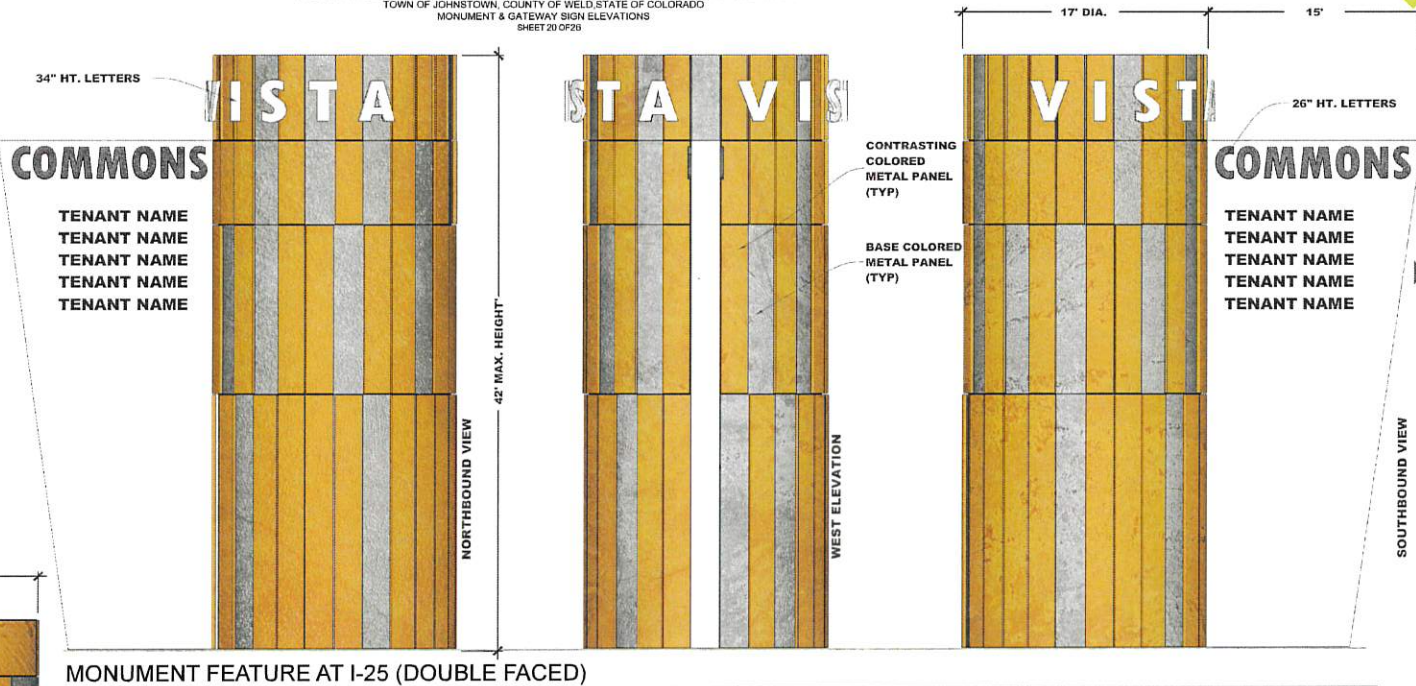 TOWN OF JOHNSTOWN, COUNTY OF WELD, STATE OF COLORADO
MONUMENT & GATEWAY SIGN ELEVATIONS
SHEET 20 OF 26
17' DIA.
15'
34" HT. LETTERS
VISTA
STA VIS
VISTA
26" HT. LETTERS
COMMONS
TENANT NAME
TENANT NAME
TENANT NAME
TENANT NAME
TENANT NAME
CONTRASTING
COLORED
METAL PANEL
(TYP)
BASE COLORED
METAL PANEL
(TYP)
COMMONS
TENANT NAME
TENANT NAME
TENANT NAME
TENANT NAME
TENANT NAME
NORTHBOUND VIEW
42' MAX. HEIGHT'
WEST ELEVATION
SOUTHBOUND VIEW
MONUMENT FEATURE AT I-25 (DOUBLE FACED)